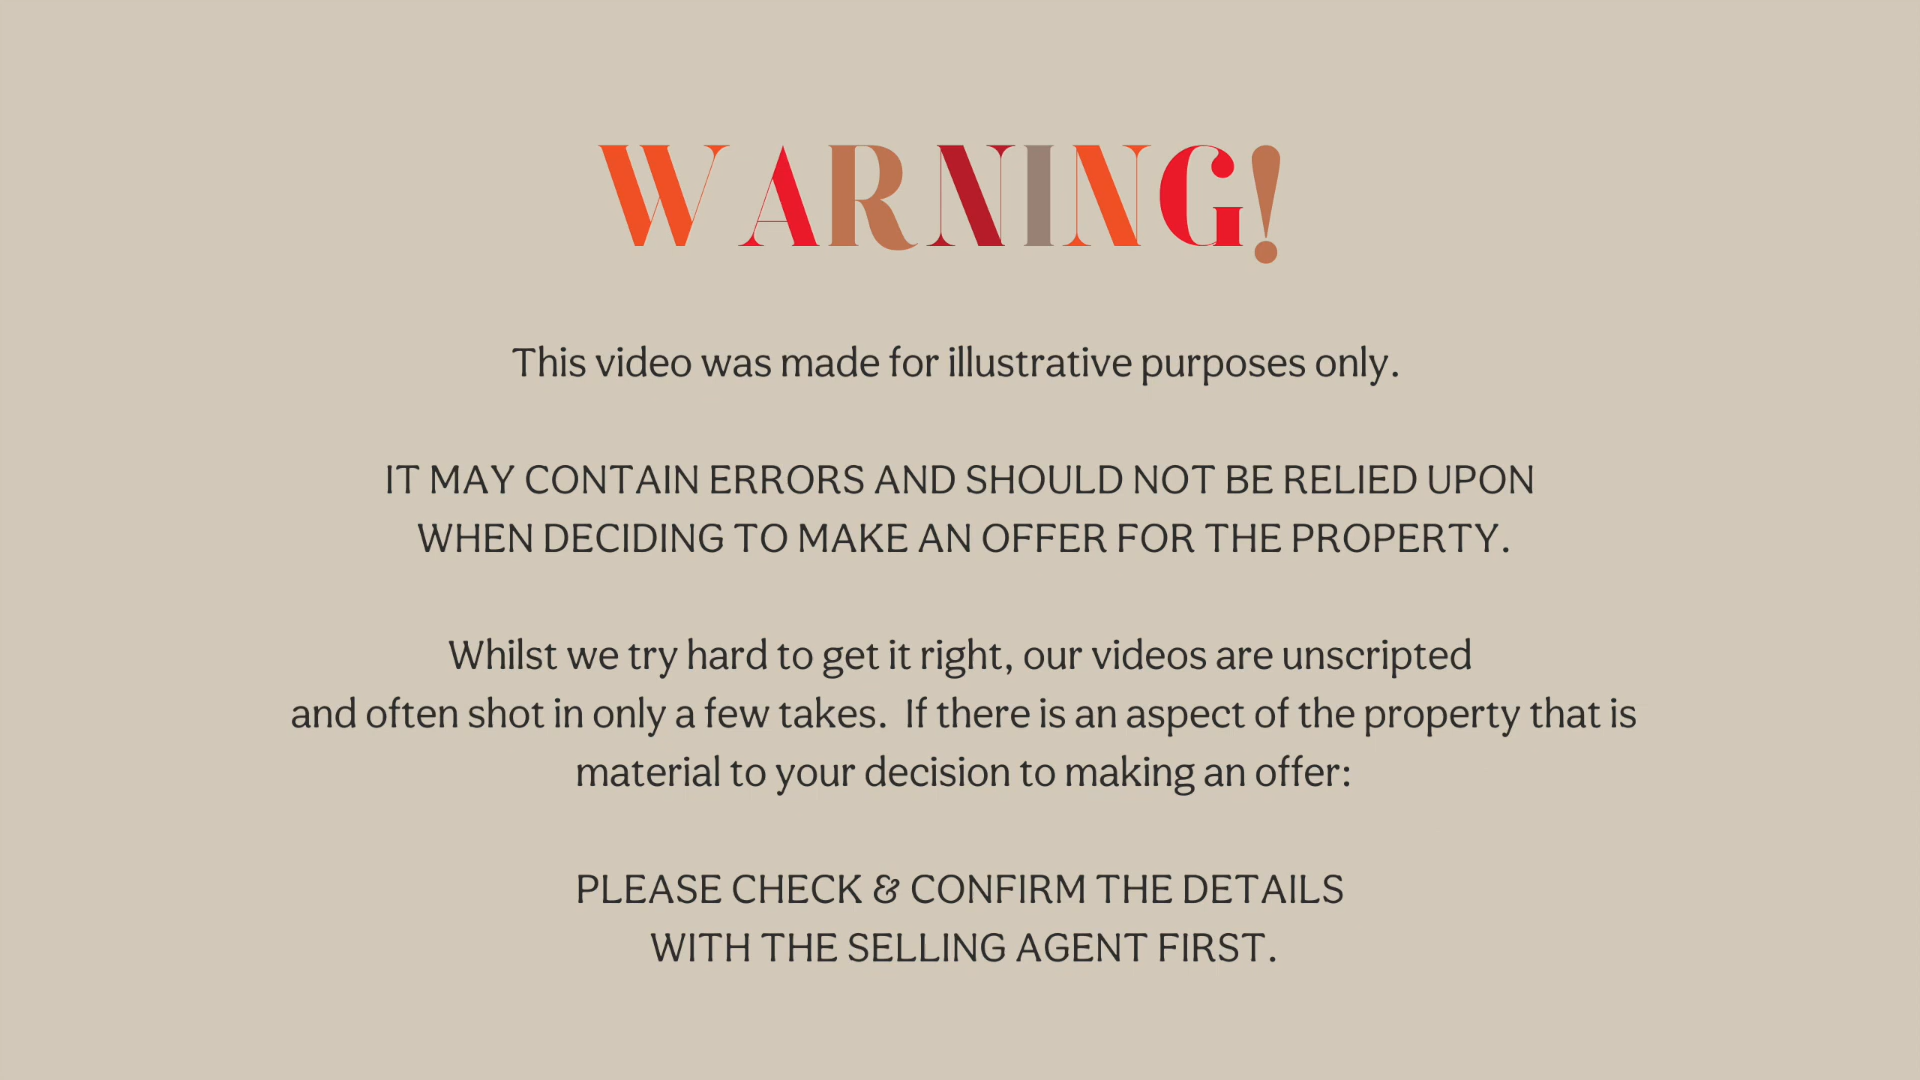 WARNING!
This video was made for illustrative purposes only.
IT MAY CONTAIN ERRORS AND SHOULD NOT BE RELIED UPON
WHEN DECIDING TO MAKE AN OFFER FOR THE PROPERTY.
Whilst we try hard to get it right, our videos are unscripted
and often shot in only a few takes.  If there is an aspect of the property that is
material to your decision to making an offer:
PLEASE CHECK & CONFIRM THE DETAILS
WITH THE SELLING AGENT FIRST.